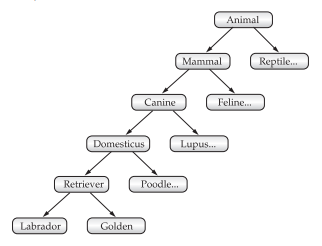 Animal
Mammal Reptile...
Canine Feline...
Domesticus Lupus...
Retriever Poodle...
Labrador Golden